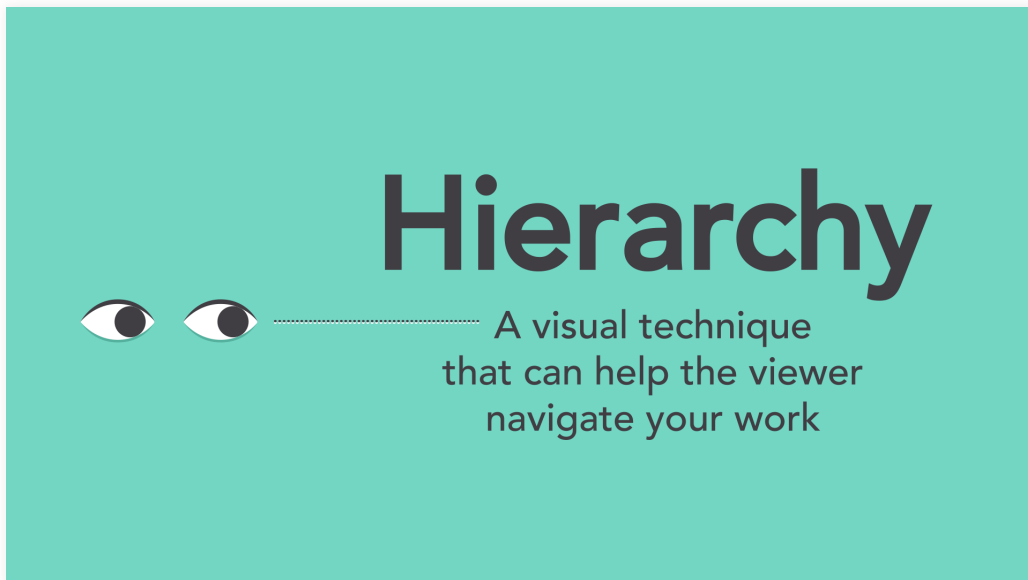 Hierarchy
A visual technique
that can help the viewer
navigate your work